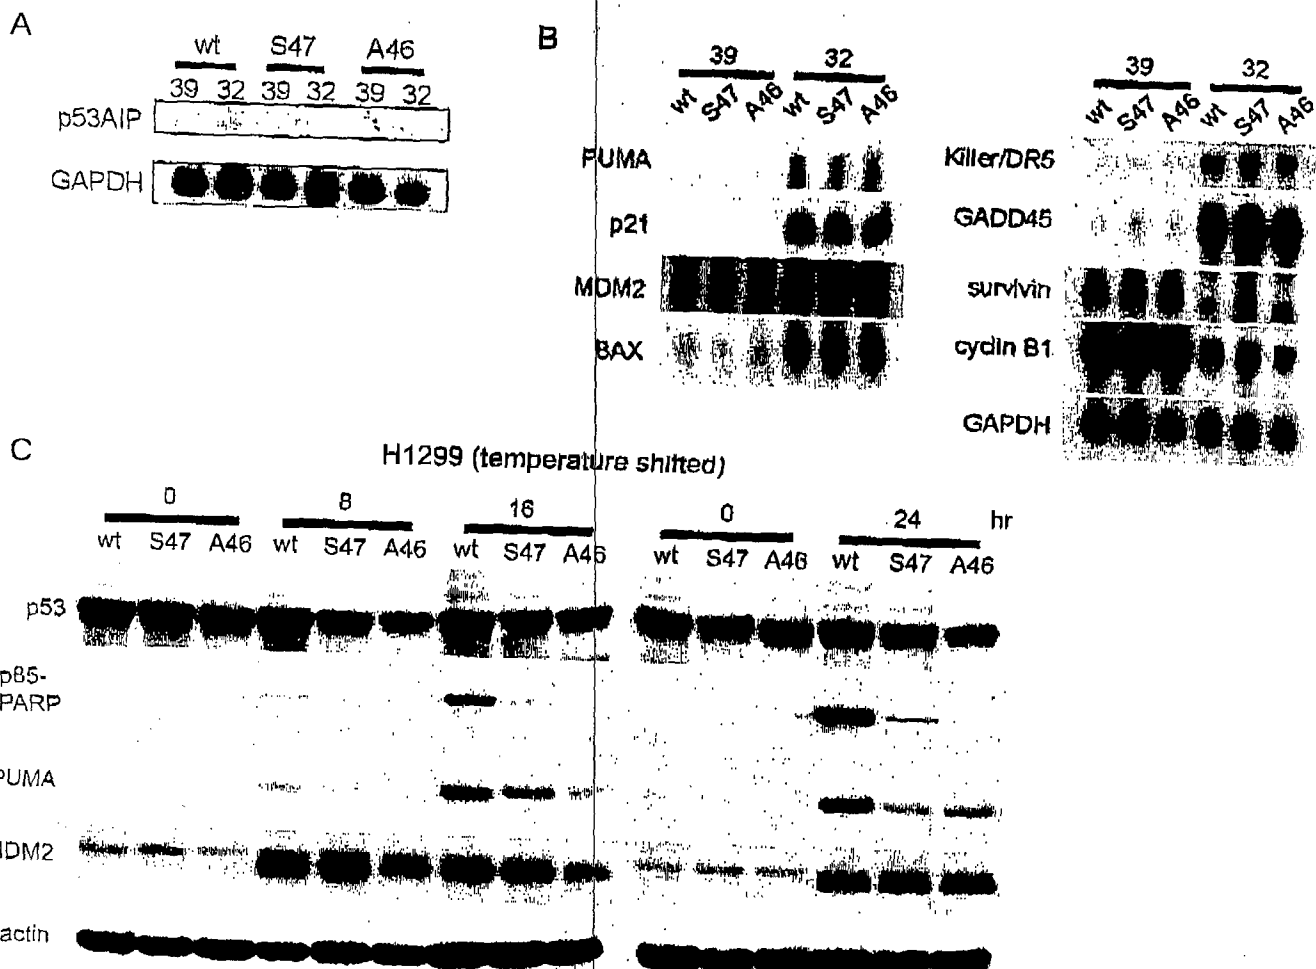 A
wt S47 A46
39 32 39 32 39 32
p53AIP
GAPDH
B
39 32
wt S47 A46 wt S47 A46
PUMA
p21
MDM2
BAX
39 32
wt S47 A46 wt S47 A46
Killer/DR5
GADD45
survivin
cyclin B1
GAPDH
C
H1299 (temperature shifted)
0 8 16 0 24 hr
wt S47 A46 wt S47 A46 wt S47 A46 wt S47 A46 wt S47 A46
p53
p85-
PARP
PUMA
MDM2
actin